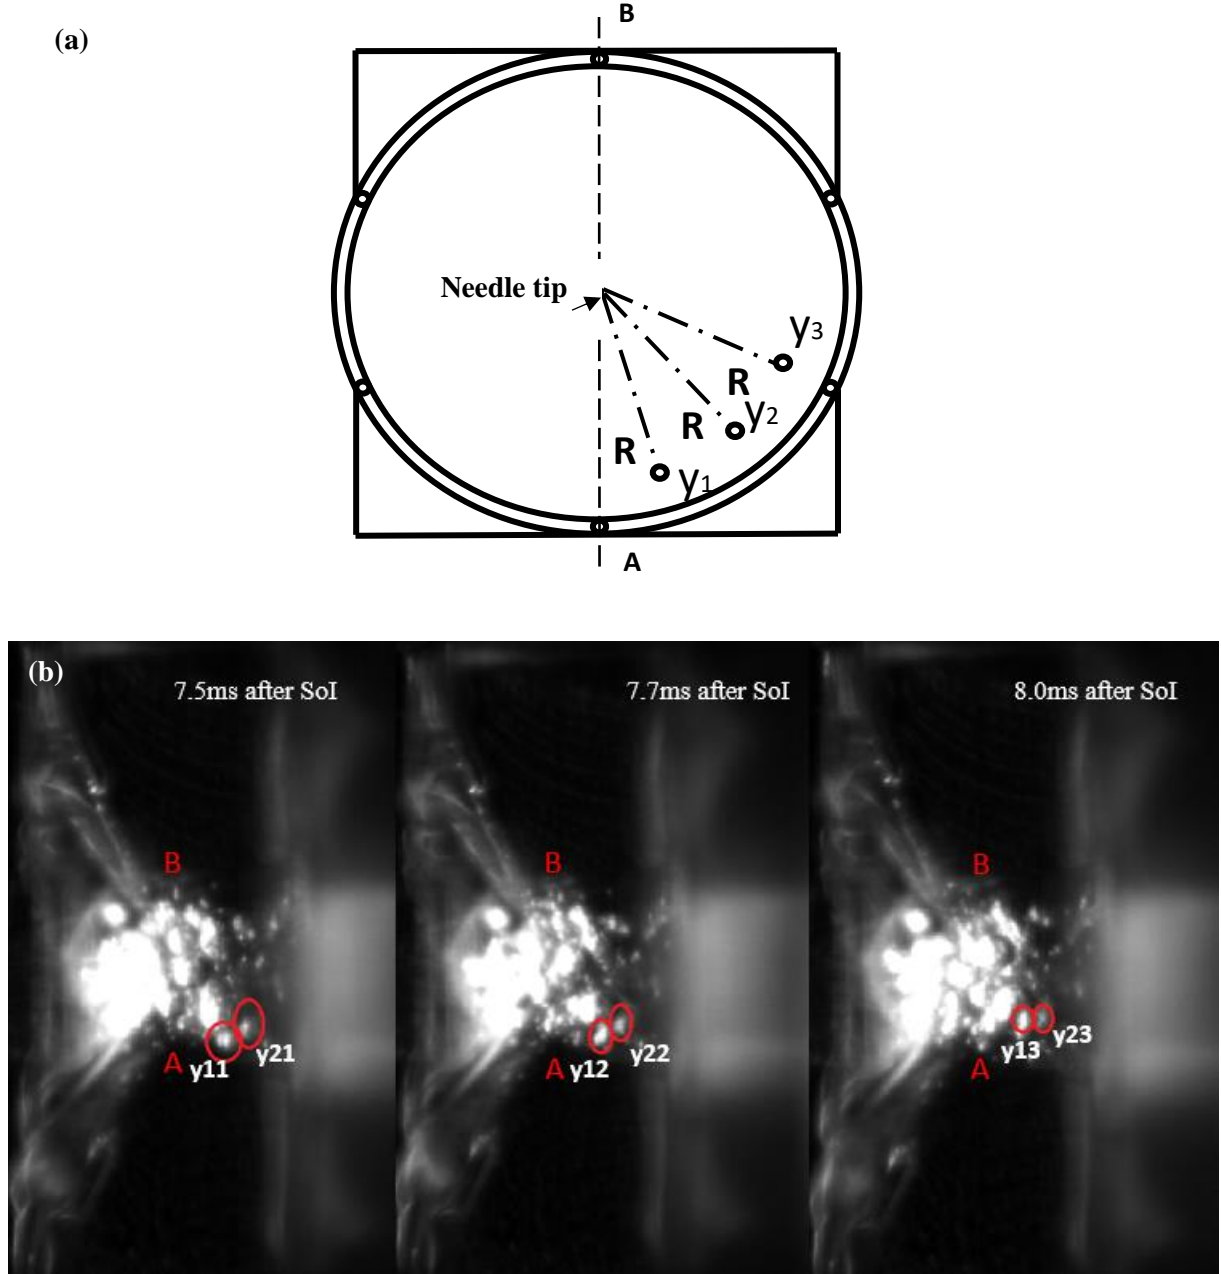 (a)
B
Needle tip
y3
R
y2
R
R
y1
A
(b)
7.5ms after SoI
7.7ms after SoI
8.0ms after SoI
B
B
B
A
y11
y21
A
y12
y22
A
y13
y23